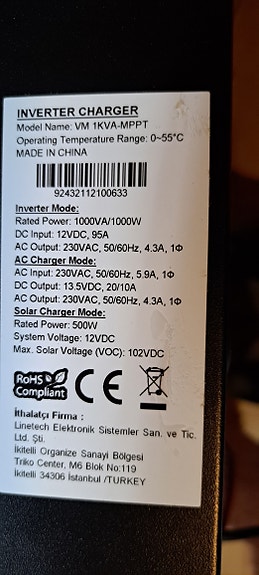 INVERTER CHARGER
Model Name: VM 1KVA-MPPT
Operating Temperature Range: 0~55°C
MADE IN CHINA
92432112100633
Inverter Mode:
Rated Power: 1000VA/1000W
DC Input: 12VDC, 95A
AC Output: 230VAC, 50/60Hz, 4.3A, 1Φ
AC Charger Mode:
AC Input: 230VAC, 50/60Hz, 5.9A, 1Φ
DC Output: 13.5VDC, 20/10A
AC Output: 230VAC, 50/60Hz, 4.3A, 1Φ
Solar Charger Mode:
Rated Power: 500W
System Voltage: 12VDC
Max. Solar Voltage (VOC): 102VDC
RoHS
Compliant
CE
İthalatçı Firma :
Linetech Elektronik Sistemler San. ve Tic.
Ltd. Şti.
İkitelli Organize Sanayi Bölgesi
Triko Center, M6 Blok No:119
İkitelli 34306 İstanbul /TURKEY